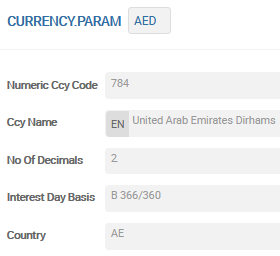 CURRENCY.PARAM AED
Numeric Ccy Code 784
Ccy Name EN United Arab Emirates Dirhams
No Of Decimals 2
Interest Day Basis B 366/360
Country AE